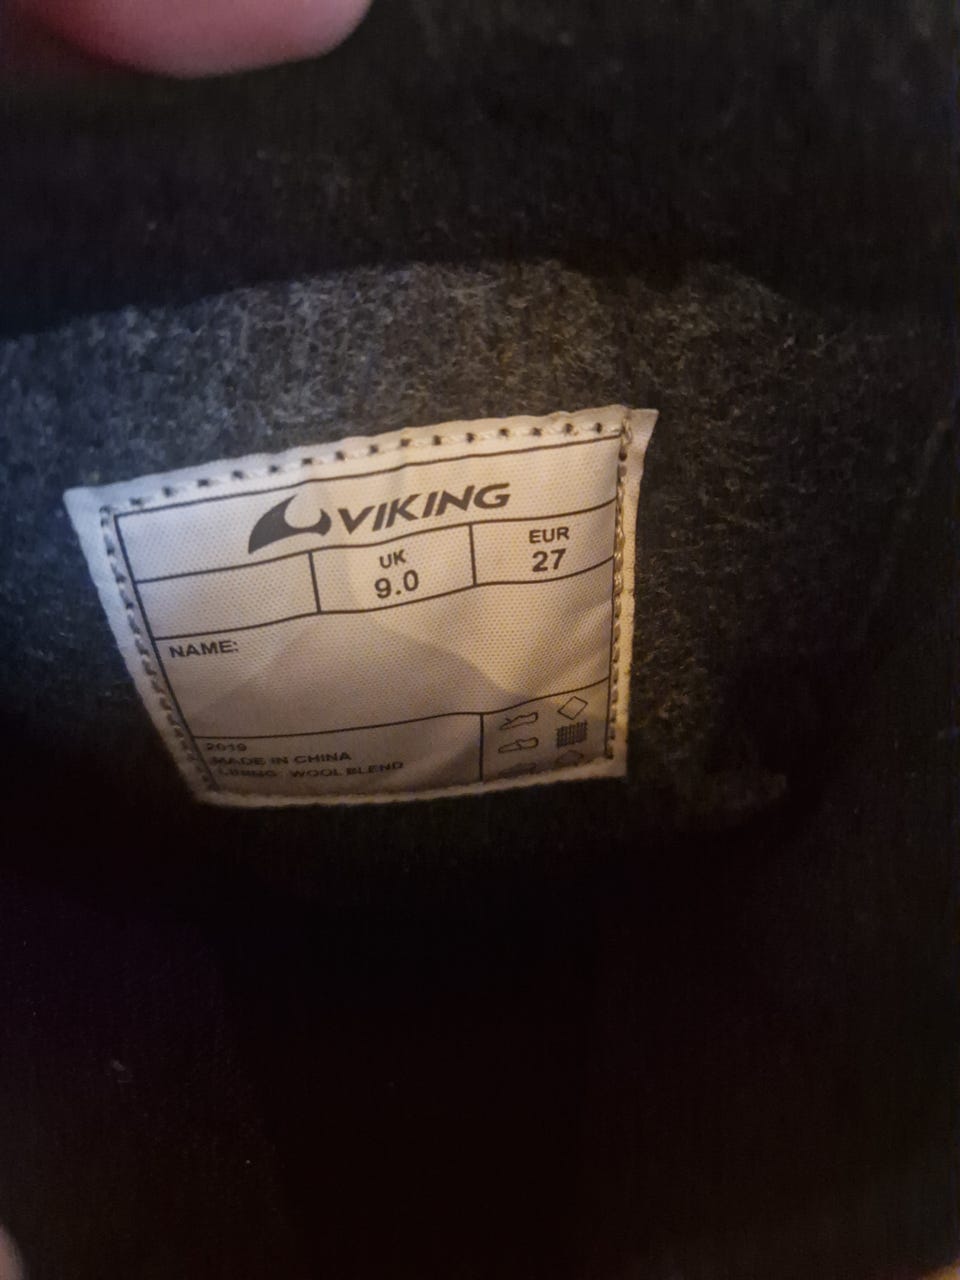 VIKING
UK EUR
9.0 27
NAME:
2019
MADE IN CHINA
LINING: WOOL BLEND